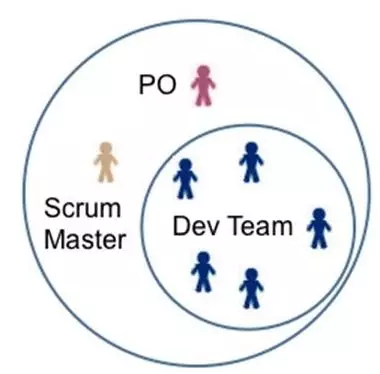 PO
Scrum
Master
Dev Team